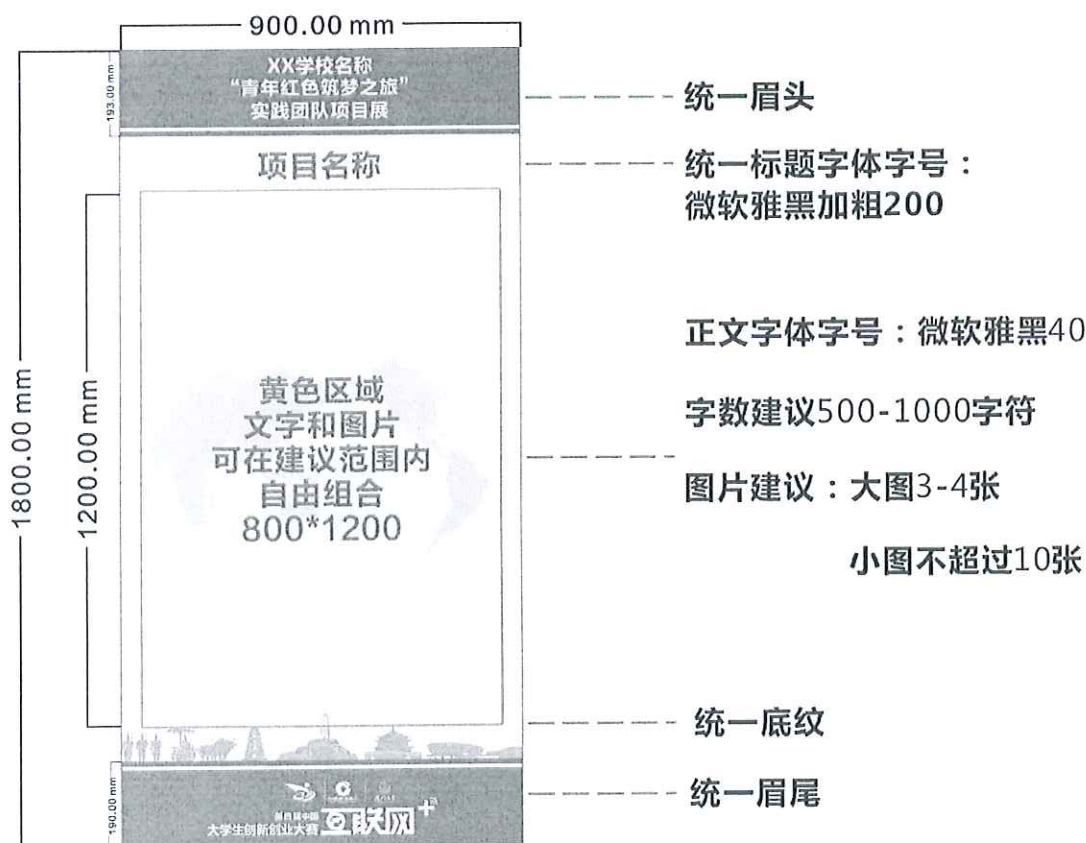 900.00 mm
193.00 mm
XX学校名称
“青年红色筑梦之旅”
实践团队项目展
统一眉头
项目名称
统一标题字体字号：
微软雅黑加粗200
1800.00 mm
1200.00 mm
正文字体字号：微软雅黑40
黄色区域
文字和图片
可在建议范围内
自由组合
800*1200
字数建议500-1000字符
图片建议：大图3-4张
小图不超过10张
统一底纹
统一眉尾
190.00 mm
大学生创新创业大赛
互联网+